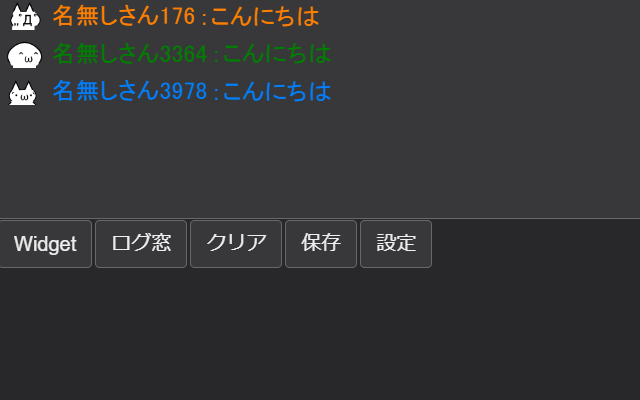 名無しさん176：こんにちは
名無しさん3364：こんにちは
名無しさん3978：こんにちは
Widget ログ窓 クリア 保存 設定